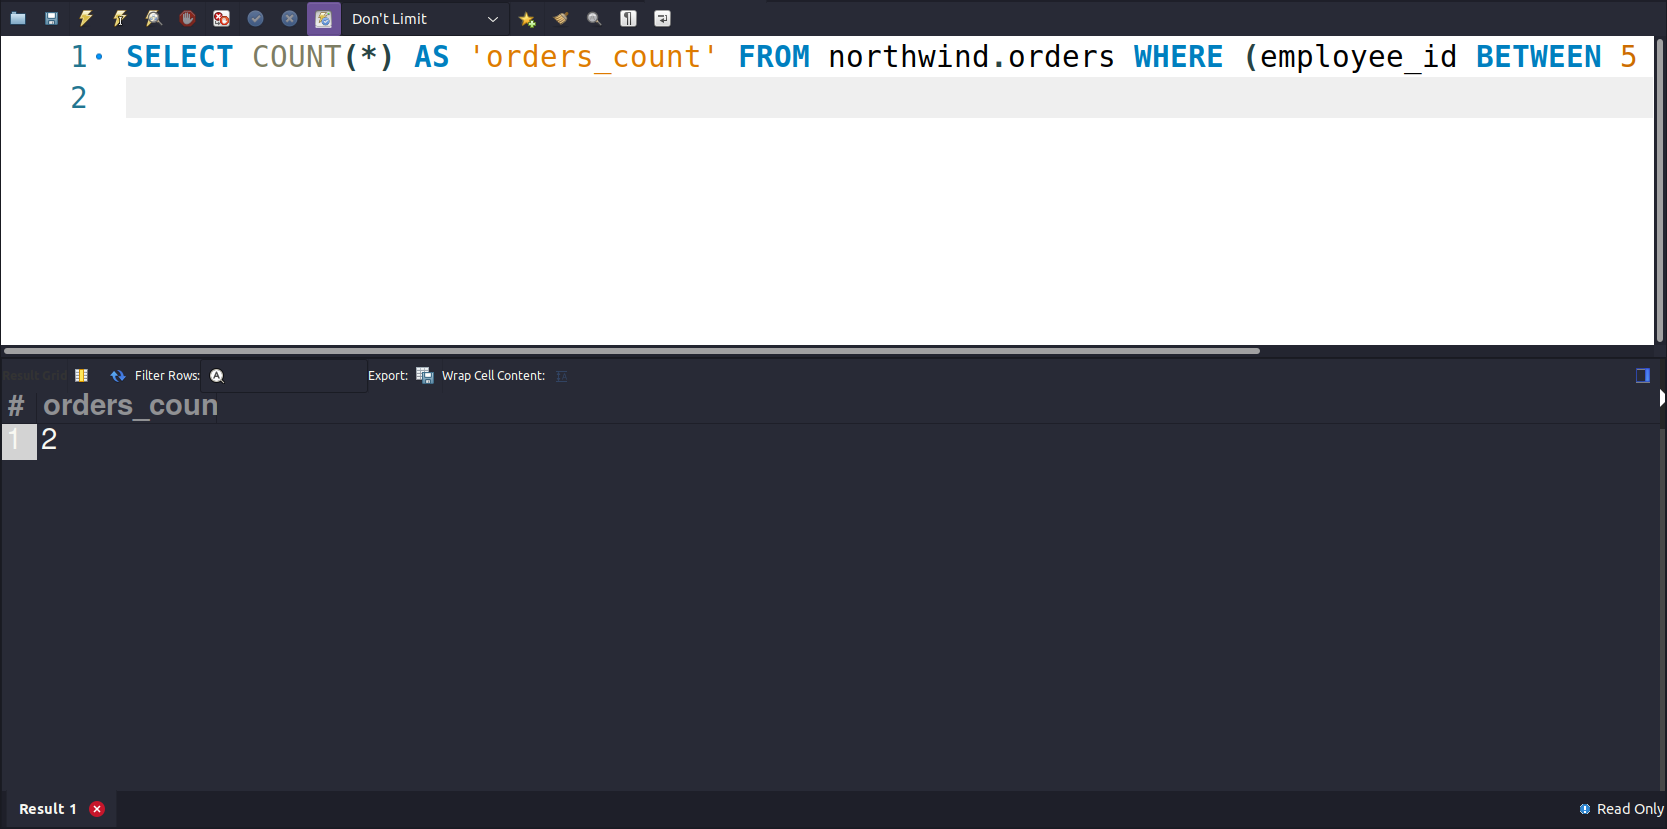 Don't Limit
1 SELECT COUNT(*) AS 'orders_count' FROM northwind.orders WHERE (employee_id BETWEEN 5
2
Result Grid Filter Rows: Export: Wrap Cell Content:
# orders_coun
1 2
Result 1 Read Only